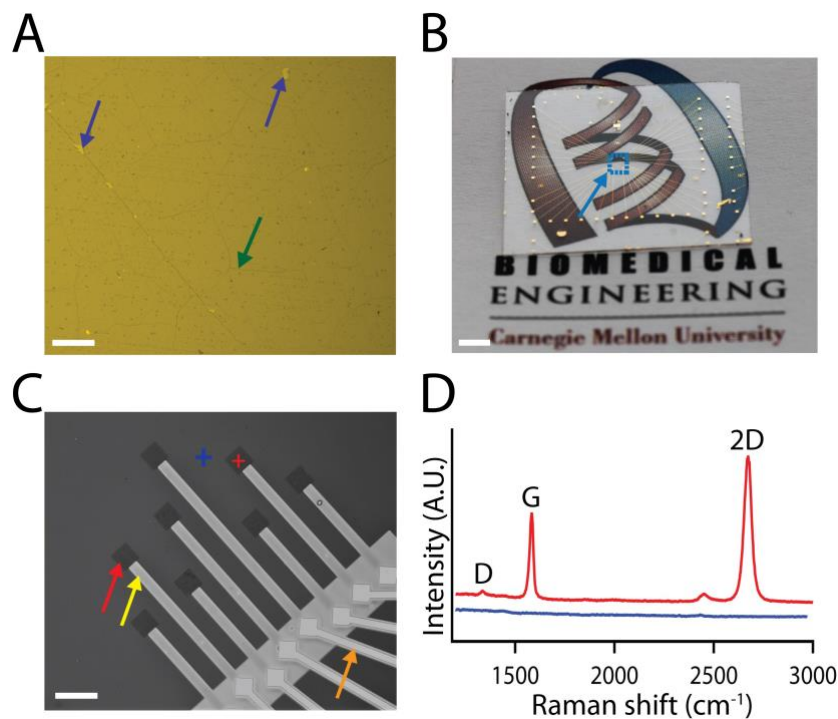 A
B
BIOMEDICAL
ENGINEERING
Carnegie Mellon University
C
D
2D
G
D
Intensity (A.U.)
1500 2000 2500 3000
Raman shift (cm⁻¹)